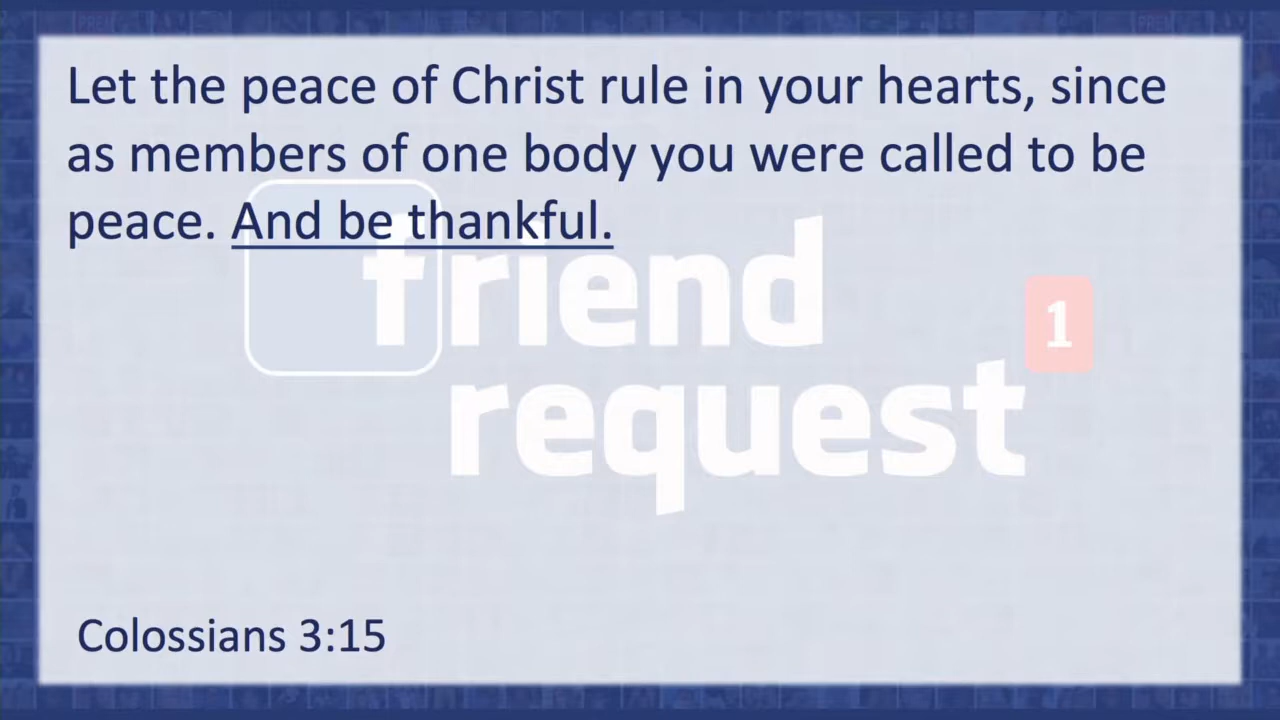 Let the peace of Christ rule in your hearts, since
as members of one body you were called to be
peace. And be thankful.
friend
1
request
Colossians 3:15